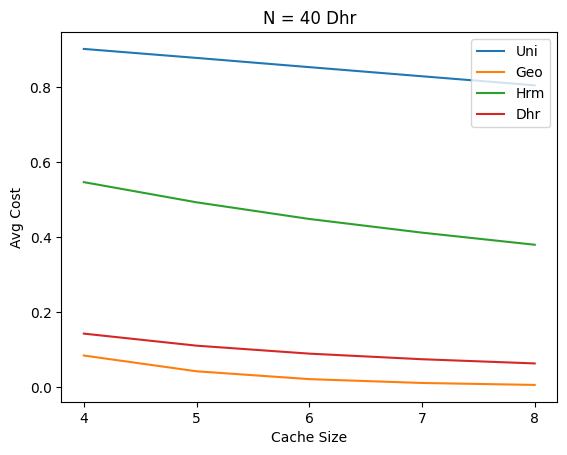 N = 40 Dhr
Uni
Geo
Hrm
Dhr
Avg Cost
0.8
0.6
0.4
0.2
0.0
4 5 6 7 8
Cache Size